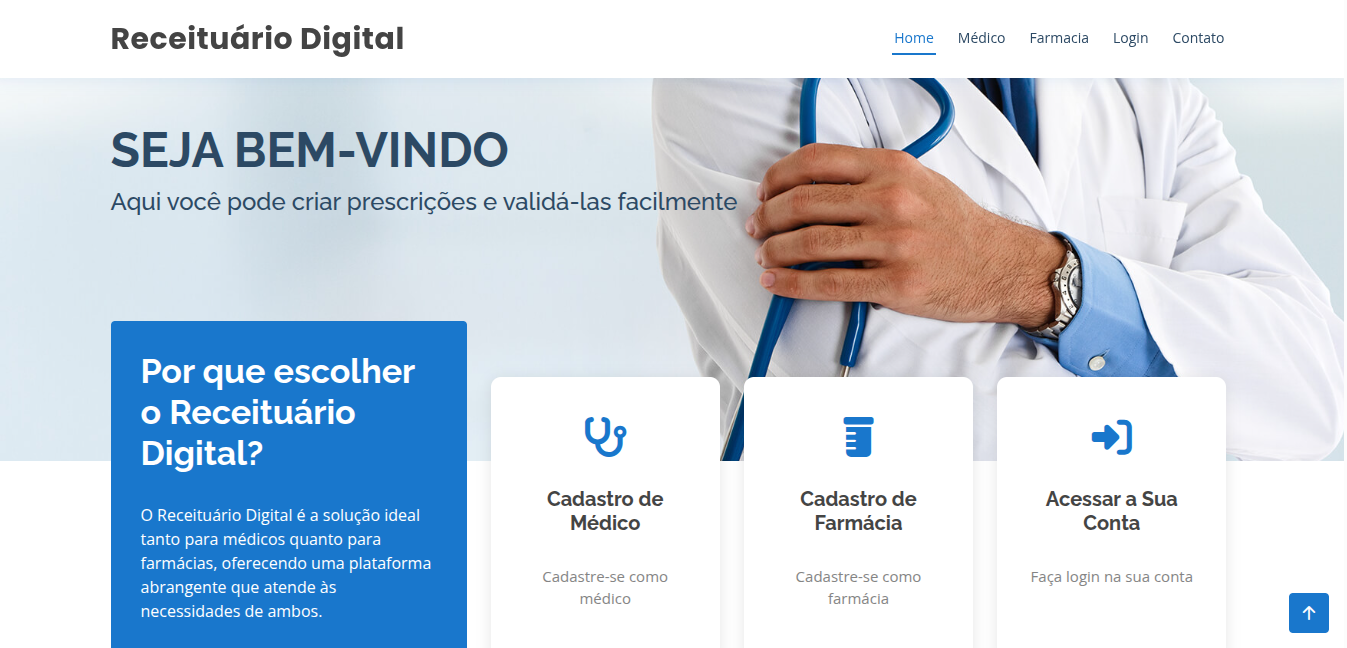 Receituário Digital
Home Médico Farmacia Login Contato
SEJA BEM-VINDO
Aqui você pode criar prescrições e validá-las facilmente
Por que escolher
o Receituário
Digital?
O Receituário Digital é a solução ideal
tanto para médicos quanto para
farmácias, oferecendo uma plataforma
abrangente que atende às
necessidades de ambos.
Cadastro de
Médico
Cadastre-se como
médico
Cadastro de
Farmácia
Cadastre-se como
farmácia
Acessar a Sua
Conta
Faça login na sua conta